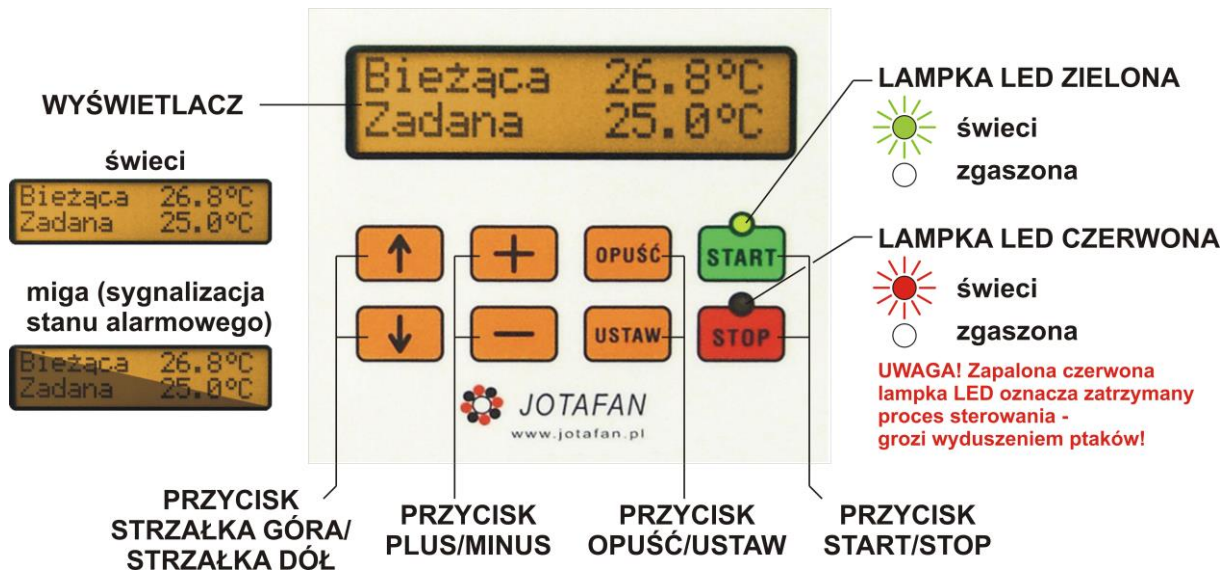 WYŚWIETLACZ
świeci
Bieżąca 26.8°C
Zadana 25.0°C
miga (sygnalizacja
stanu alarmowego)
Bieżąca 26.8°C
Zadana 25.0°C
Bieżąca 26.8°C
Zadana 25.0°C
↑
+
OPUŚĆ
START
↓
−
USTAW
STOP
JOTAFAN
www.jotafan.pl
LAMPKA LED ZIELONA
świeci
zgaszona
LAMPKA LED CZERWONA
świeci
zgaszona
UWAGA! Zapalona czerwona
lampka LED oznacza zatrzymany
proces sterowania -
grozi wyduszeniem ptaków!
PRZYCISK
STRZAŁKA GÓRA/
STRZAŁKA DÓŁ
PRZYCISK
PLUS/MINUS
PRZYCISK
OPUŚĆ/USTAW
PRZYCISK
START/STOP